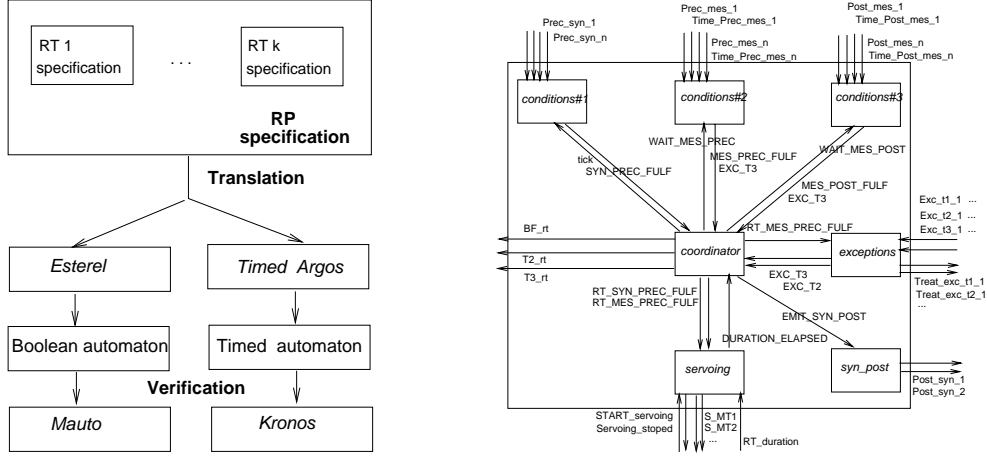 RT 1
specification
. . .
RT k
specification
RP
specification
Translation
Esterel
Timed Argos
Boolean automaton
Timed automaton
Verification
Mauto
Kronos
Prec_syn_1
Prec_syn_n
Prec_mes_1
Time_Prec_mes_1
Prec_mes_n
Time_Prec_mes_n
Post_mes_1
Time_Post_mes_1
Post_mes_n
Time_Post_mes_n
conditions#1
conditions#2
conditions#3
WAIT_MES_PREC
WAIT_MES_POST
tick
SYN_PREC_FULF
MES_PREC_FULF
EXC_T3
MES_POST_FULF
EXC_T3
BF_rt
T2_rt
T3_rt
coordinator
RT_MES_PREC_FULF
exceptions
Exc_t1_1 ...
Exc_t2_1 ...
Exc_t3_1 ...
EXC_T3
EXC_T2
Treat_exc_t1_1
Treat_exc_t2_1
...
RT_SYN_PREC_FULF
RT_MES_PREC_FULF
EMIT_SYN_POST
DURATION_ELAPSED
servoing
syn_post
Post_syn_1
Post_syn_2
START_servoing
Servoing_stoped
S_MT1
S_MT2
...
RT_duration